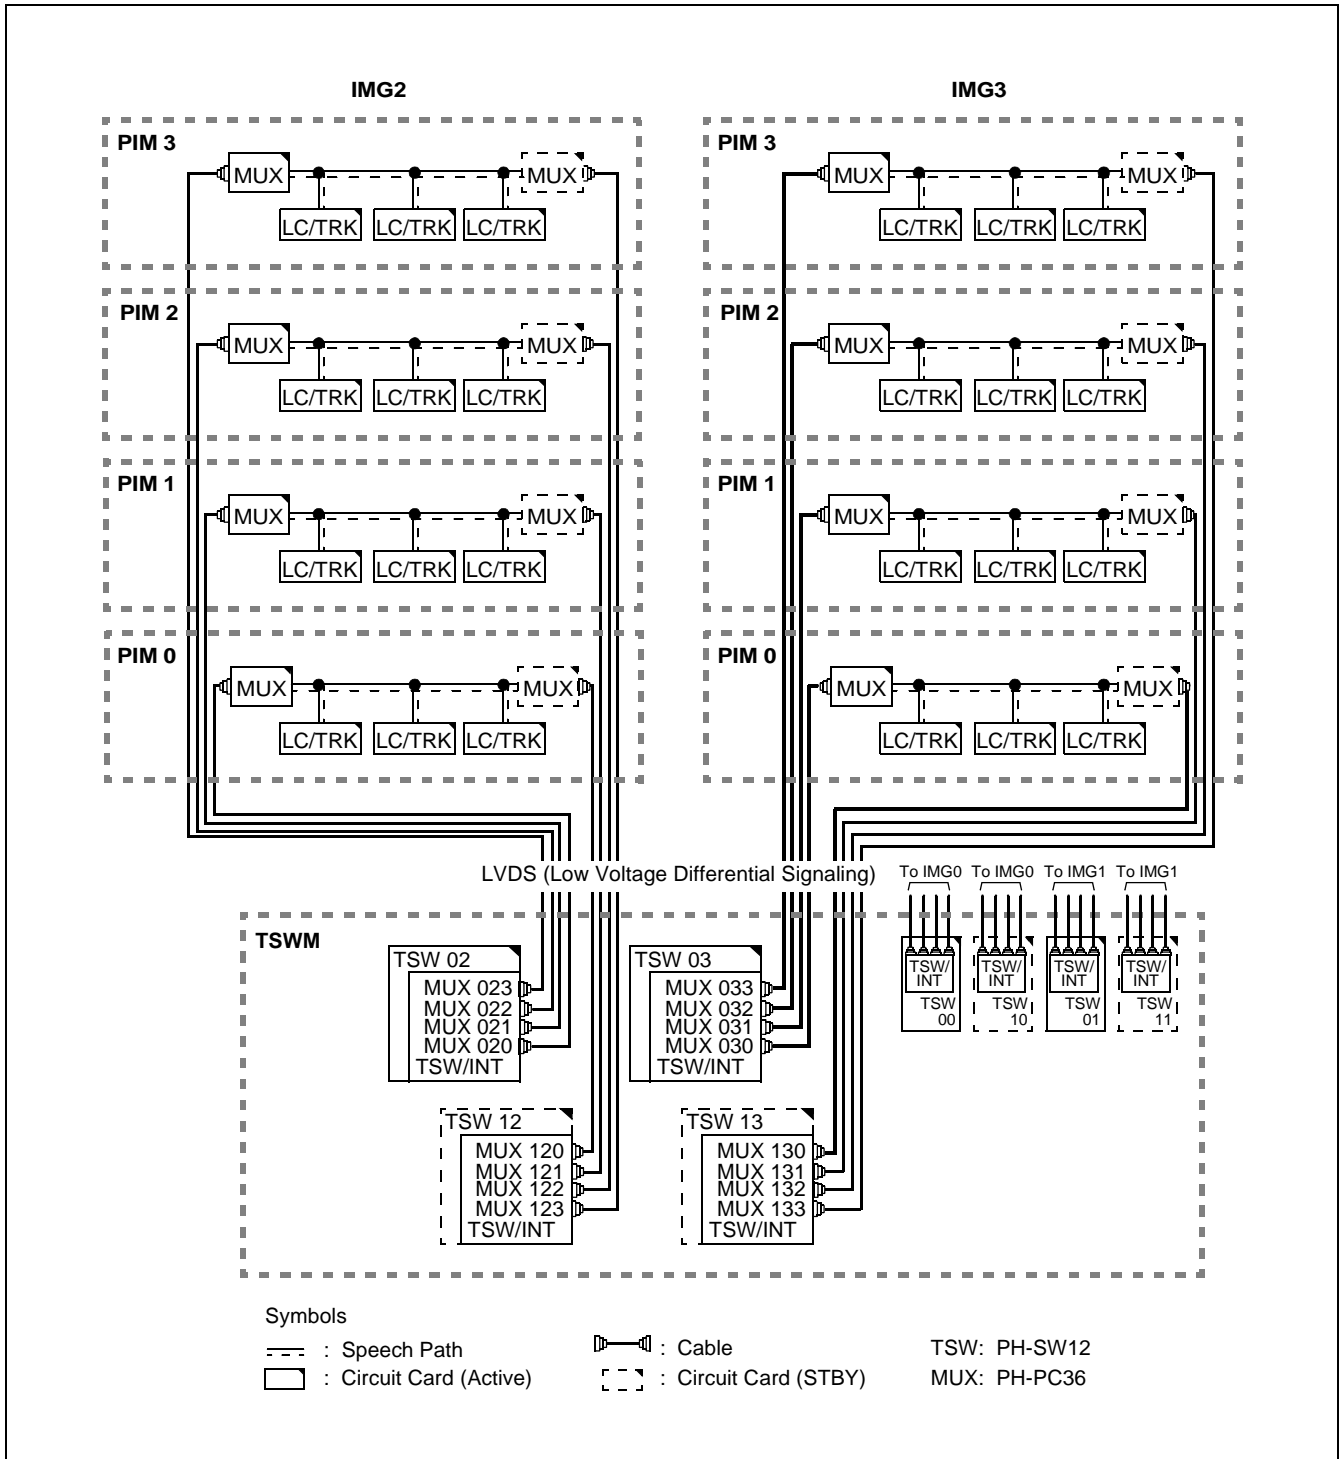 IMG2
IMG3
PIM 3
MUX
MUX
LC/TRK
LC/TRK
LC/TRK
PIM 3
MUX
MUX
LC/TRK
LC/TRK
LC/TRK
PIM 2
MUX
MUX
LC/TRK
LC/TRK
LC/TRK
PIM 2
MUX
MUX
LC/TRK
LC/TRK
LC/TRK
PIM 1
MUX
MUX
LC/TRK
LC/TRK
LC/TRK
PIM 1
MUX
MUX
LC/TRK
LC/TRK
LC/TRK
PIM 0
MUX
MUX
LC/TRK
LC/TRK
LC/TRK
PIM 0
MUX
MUX
LC/TRK
LC/TRK
LC/TRK
LVDS (Low Voltage Differential Signaling)
To IMG0
To IMG0
To IMG1
To IMG1
TSWM
TSW 02
MUX 023
MUX 022
MUX 021
MUX 020
TSW/INT
TSW 03
MUX 033
MUX 032
MUX 031
MUX 030
TSW/INT
TSW/
INT
TSW
00
TSW/
INT
TSW
10
TSW/
INT
TSW
01
TSW/
INT
TSW
11
TSW 12
MUX 120
MUX 121
MUX 122
MUX 123
TSW/INT
TSW 13
MUX 130
MUX 131
MUX 132
MUX 133
TSW/INT
Symbols
: Speech Path
: Cable
TSW: PH-SW12
: Circuit Card (Active)
: Circuit Card (STBY)
MUX: PH-PC36